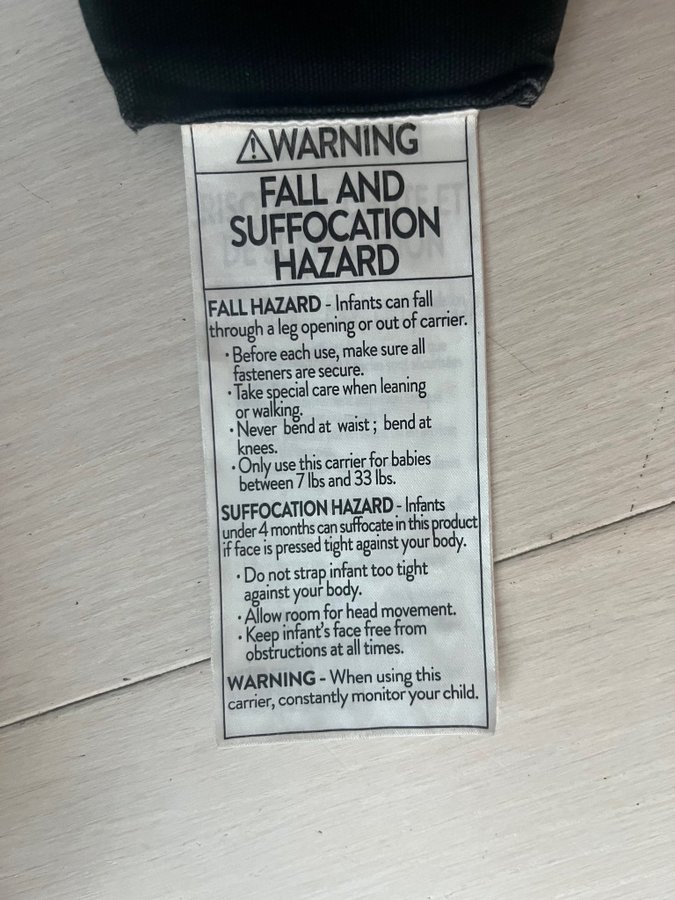 ⚠WARNING
FALL AND
SUFFOCATION
HAZARD
FALL HAZARD - Infants can fall
through a leg opening or out of carrier.
• Before each use, make sure all
fasteners are secure.
• Take special care when leaning
or walking.
• Never bend at waist; bend at
knees.
• Only use this carrier for babies
between 7 lbs and 33 lbs.
SUFFOCATION HAZARD - Infants
under 4 months can suffocate in this product
if face is pressed tight against your body.
• Do not strap infant too tight
against your body.
• Allow room for head movement.
• Keep infant's face free from
obstructions at all times.
WARNING - When using this
carrier, constantly monitor your child.